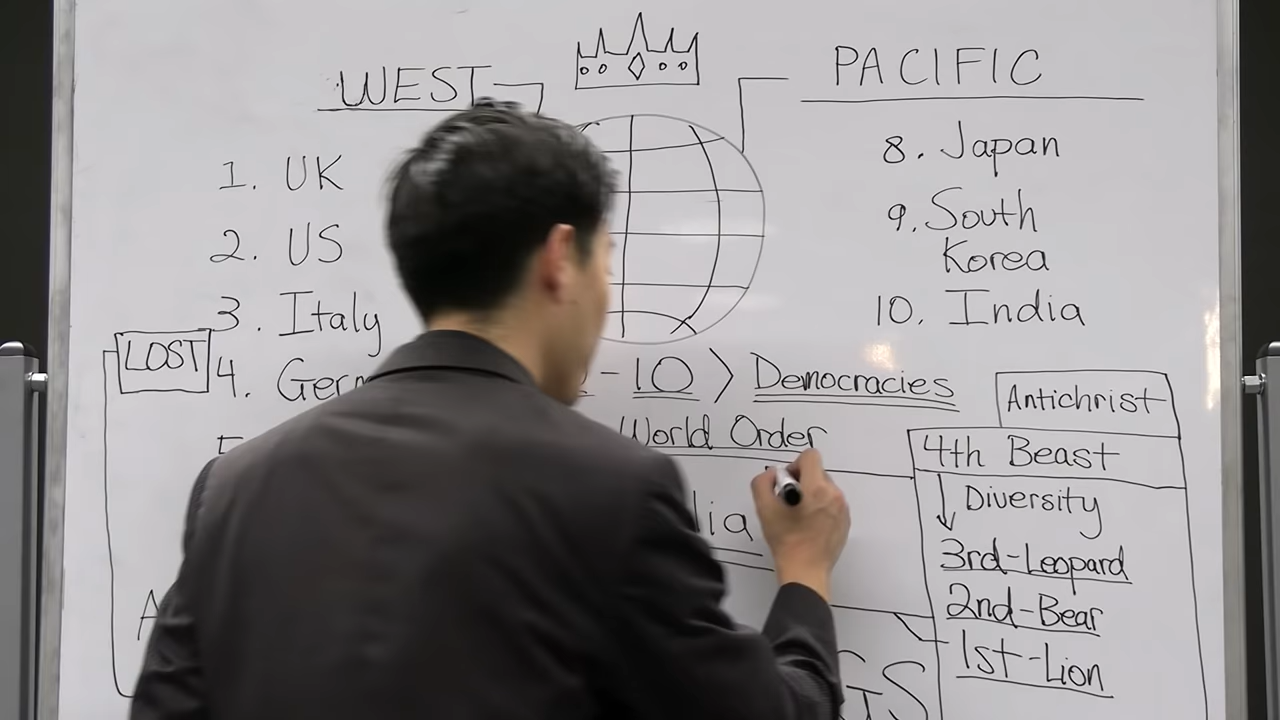 WEST
PACIFIC
1. UK
2. US
3. Italy
LOST
4.
8. Japan
9. South
Korea
10. India
-10 > Democracies
World Order
Antichrist
4th Beast
↓ Diversity
3rd-Leopard
2nd-Bear
1st-Lion